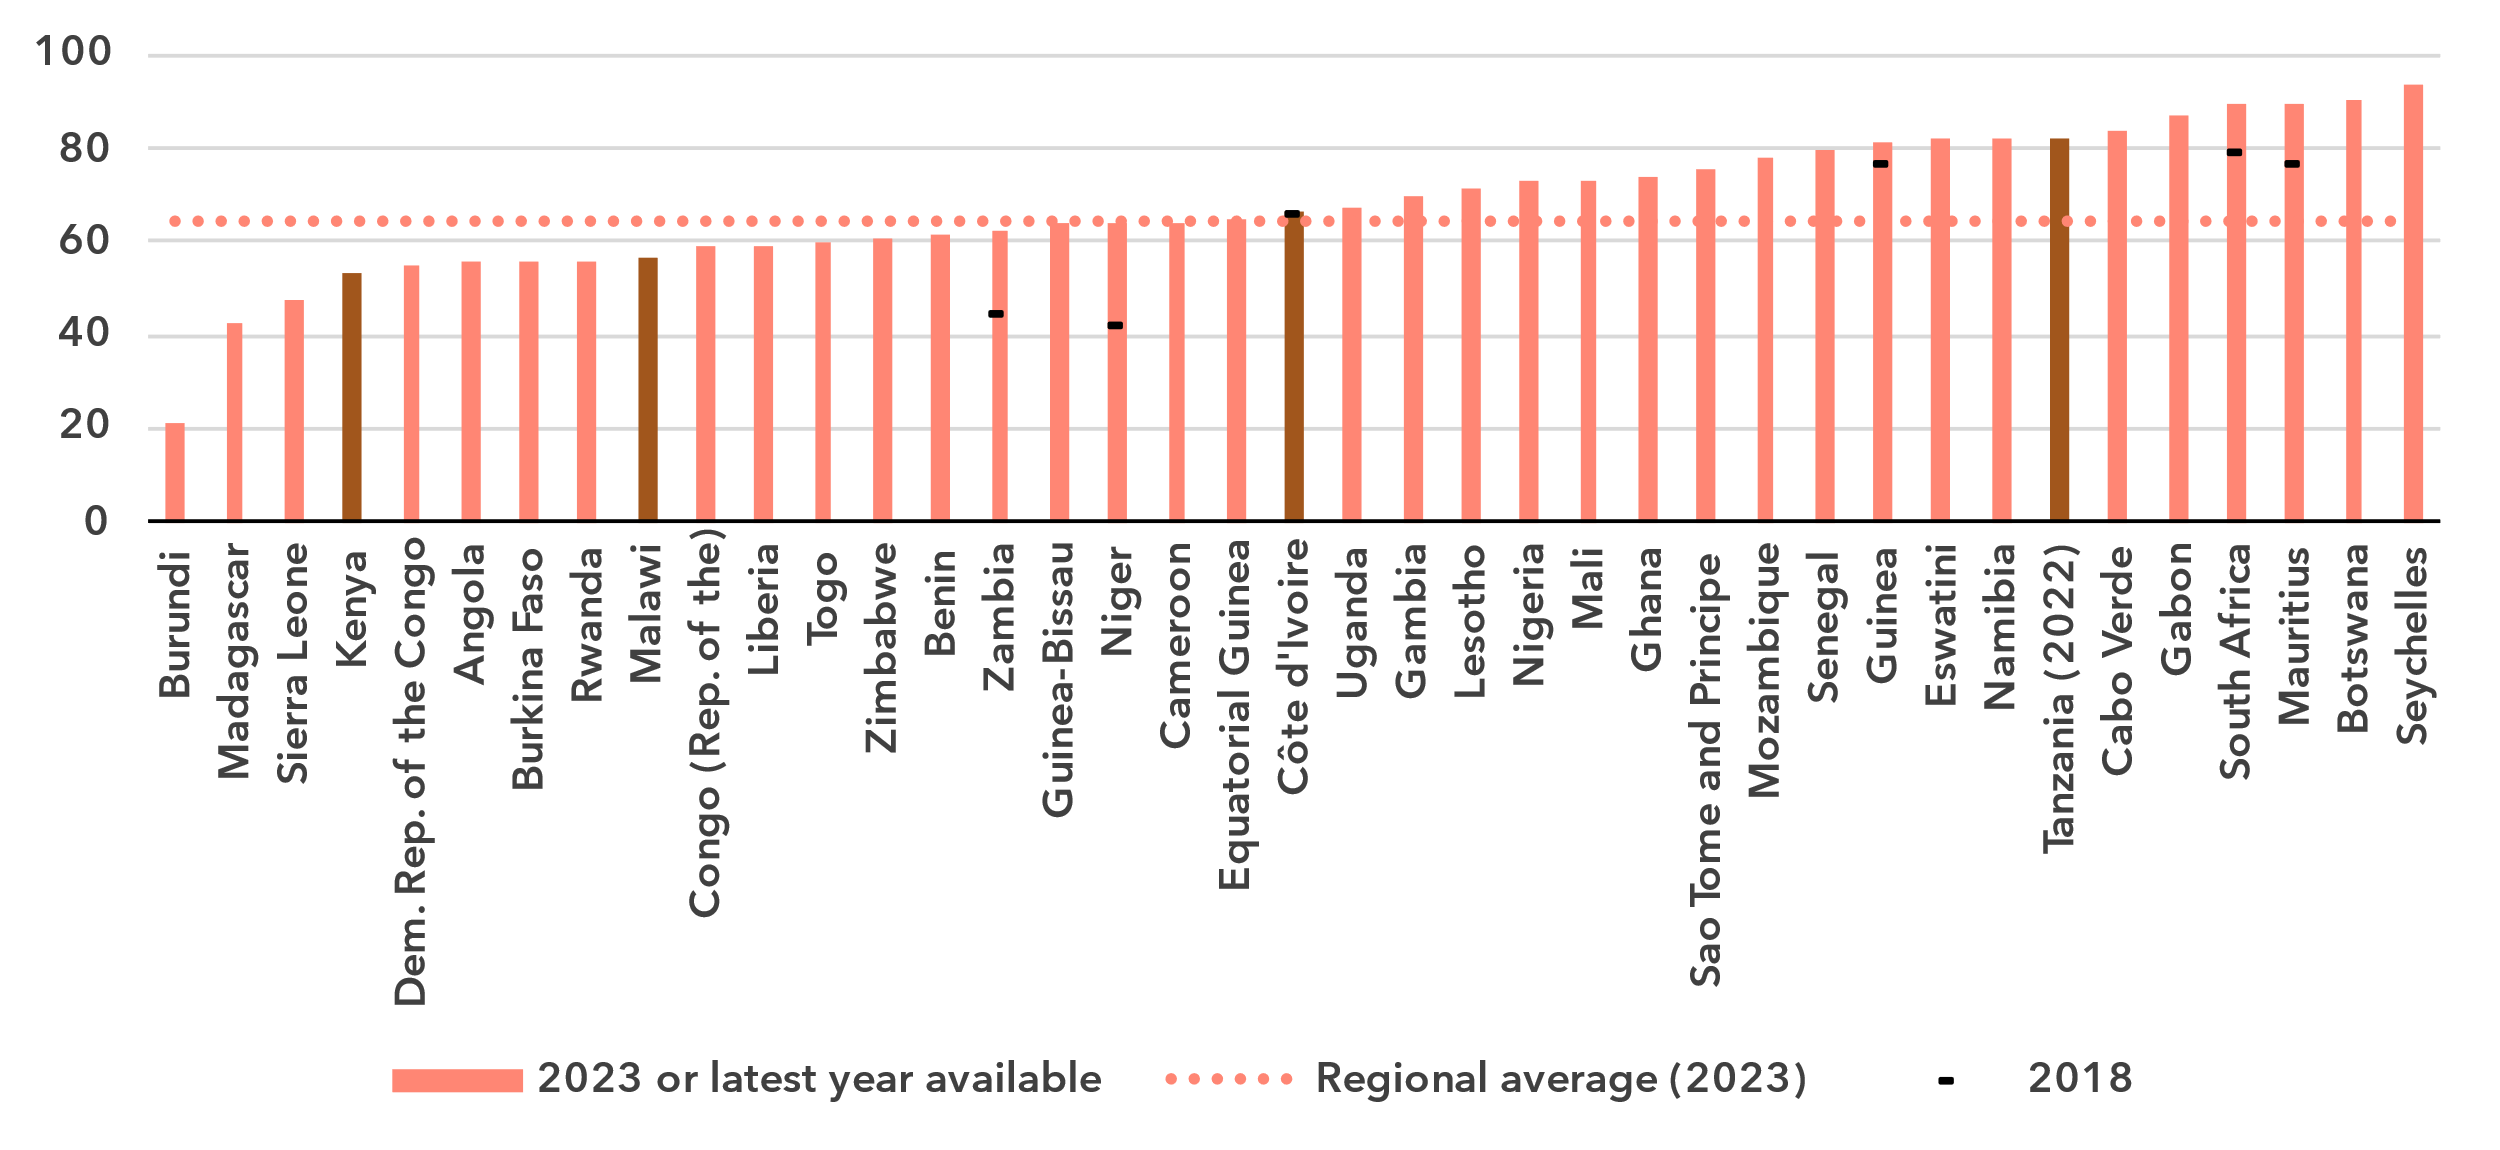 100
80
60
40
20
0
Burundi
Madagascar
Sierra Leone
Kenya
Dem. Rep. of the Congo
Angola
Burkina Faso
Rwanda
Malawi
Congo (Rep. of the)
Liberia
Togo
Zimbabwe
Benin
Zambia
Guinea-Bissau
Niger
Cameroon
Equatorial Guinea
Côte d'Ivoire
Uganda
Gambia
Lesotho
Nigeria
Mali
Ghana
Sao Tome and Principe
Mozambique
Senegal
Guinea
Eswatini
Namibia
Tanzania (2022)
Cabo Verde
Gabon
South Africa
Mauritius
Botswana
Seychelles
2023 or latest year available
Regional average (2023)
2018